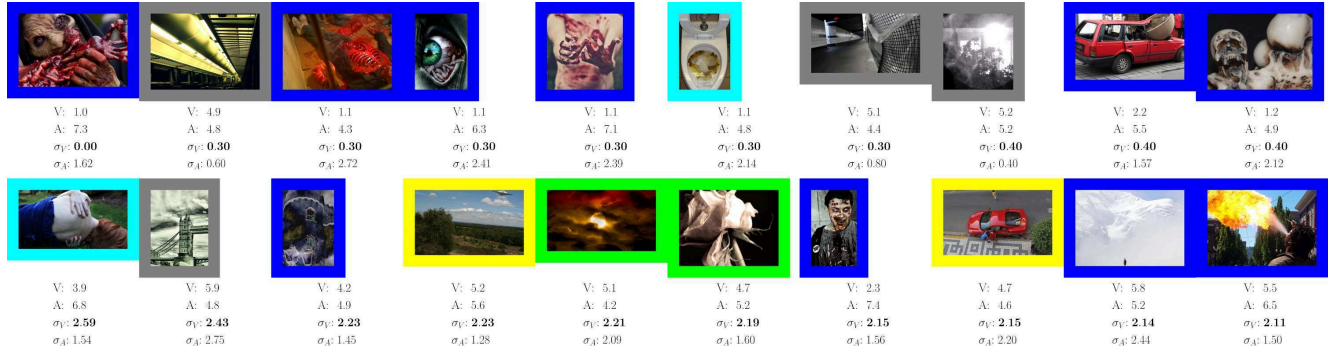 V: 1.0 V: 4.9 V: 1.1 V: 1.1 V: 1.1 V: 1.1 V: 5.1 V: 5.2 V: 2.2 V: 1.2
A: 7.3 A: 4.8 A: 4.3 A: 6.3 A: 7.1 A: 4.8 A: 4.4 A: 5.2 A: 5.5 A: 4.9
σV: 0.00 σV: 0.30 σV: 0.30 σV: 0.30 σV: 0.30 σV: 0.30 σV: 0.30 σV: 0.40 σV: 0.40 σV: 0.40
σA: 1.62 σA: 0.60 σA: 2.72 σA: 2.41 σA: 2.39 σA: 2.14 σA: 0.80 σA: 0.40 σA: 1.57 σA: 2.12
V: 3.9 V: 5.9 V: 4.2 V: 5.2 V: 5.1 V: 4.7 V: 2.3 V: 4.7 V: 5.8 V: 5.5
A: 6.8 A: 4.8 A: 4.9 A: 5.6 A: 4.2 A: 5.2 A: 7.4 A: 4.6 A: 5.2 A: 6.5
σV: 2.59 σV: 2.43 σV: 2.23 σV: 2.23 σV: 2.21 σV: 2.19 σV: 2.15 σV: 2.15 σV: 2.14 σV: 2.11
σA: 1.54 σA: 2.75 σA: 1.45 σA: 1.28 σA: 2.09 σA: 1.60 σA: 1.56 σA: 2.20 σA: 2.44 σA: 1.50